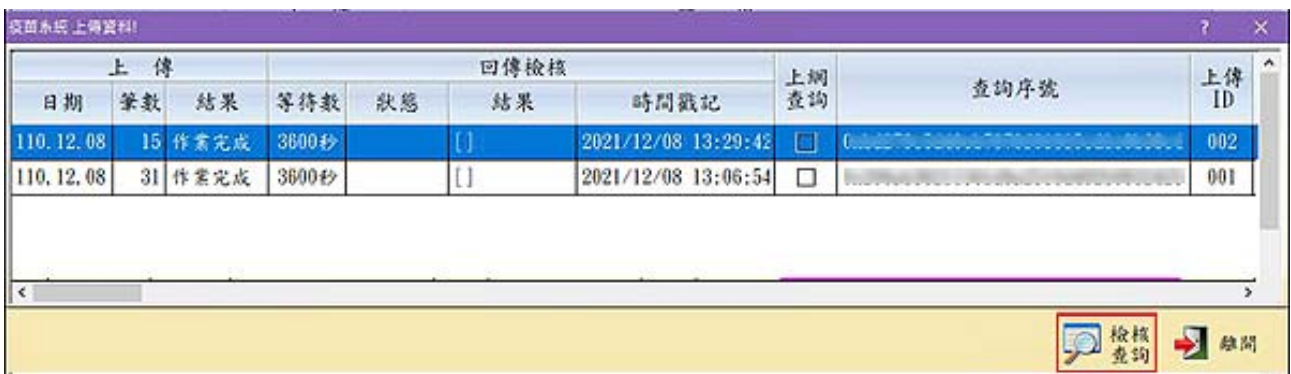 疫苗系統 上傳資料!
上 傳 回傳檢核 上網查詢 查詢序號 上傳ID
日期 筆數 結果 等待數 狀態 結果 時間戳記
110.12.08 15 作業完成 3600秒 [] 2021/12/08 13:29:42 002
110.12.08 31 作業完成 3600秒 [] 2021/12/08 13:06:54 001
檢核
查詢 離開